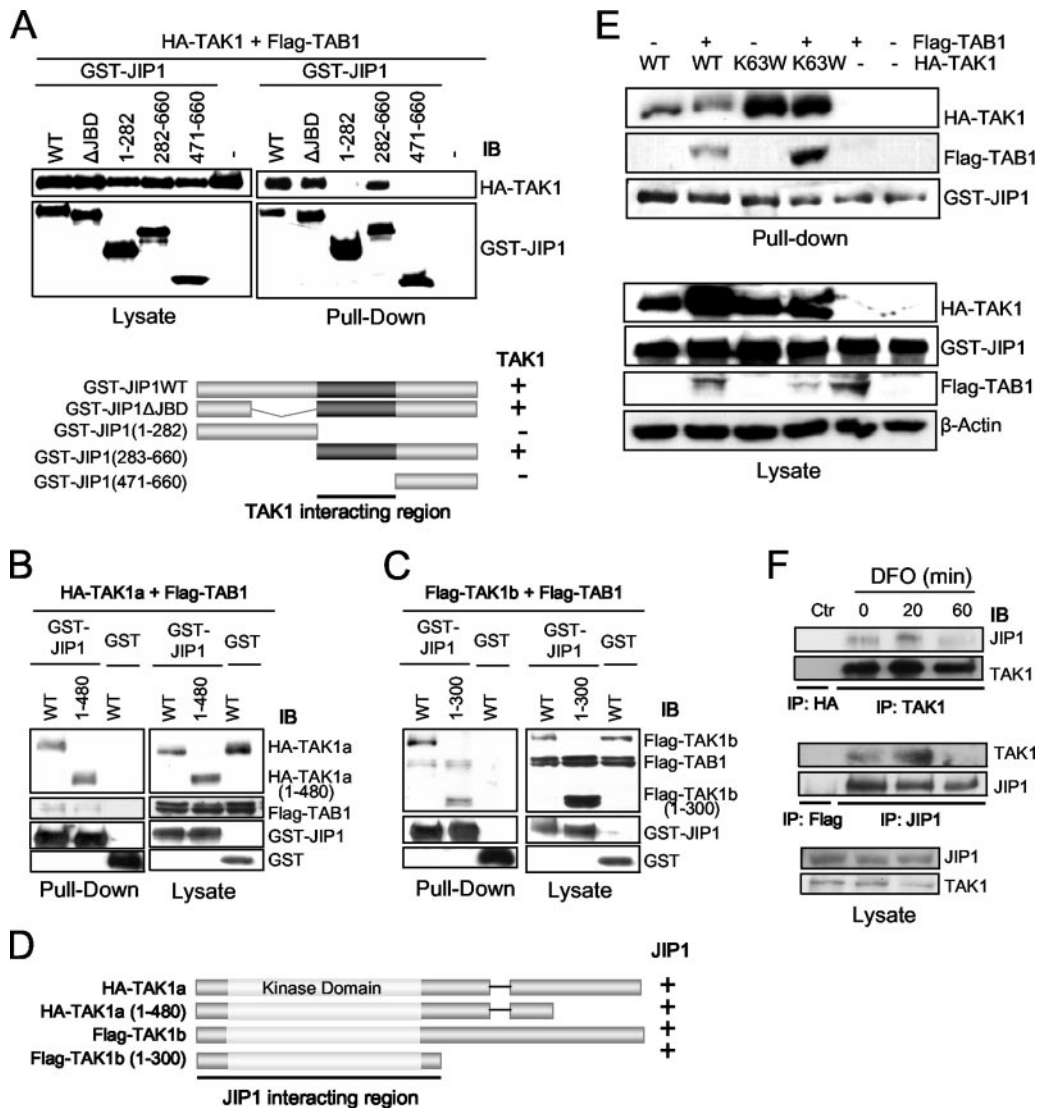 A
HA-TAK1 + Flag-TAB1
GST-JIP1 GST-JIP1
WT ΔJBD 1-282 282-660 471-660 - WT ΔJBD 1-282 282-660 471-660 - IB
HA-TAK1
GST-JIP1
Lysate Pull-Down
TAK1
GST-JIP1WT +
GST-JIP1ΔJBD +
GST-JIP1(1-282) -
GST-JIP1(283-660) +
GST-JIP1(471-660) -
TAK1 interacting region
B
HA-TAK1a + Flag-TAB1
GST-JIP1 GST GST-JIP1 GST
WT 1-480 WT WT 1-480 WT IB
HA-TAK1a
HA-TAK1a
(1-480)
Flag-TAB1
GST-JIP1
GST
Pull-Down Lysate
C
Flag-TAK1b + Flag-TAB1
GST-JIP1 GST GST-JIP1 GST
WT 1-300 WT WT 1-300 WT IB
Flag-TAK1b
Flag-TAB1
Flag-TAK1b
(1-300)
GST-JIP1
GST
Pull-Down Lysate
D
JIP1
HA-TAK1a Kinase Domain +
HA-TAK1a (1-480) +
Flag-TAK1b +
Flag-TAK1b (1-300) +
JIP1 interacting region
E
- + - + + - Flag-TAB1
WT WT K63W K63W - - HA-TAK1
HA-TAK1
Flag-TAB1
GST-JIP1
Pull-down
HA-TAK1
GST-JIP1
Flag-TAB1
β-Actin
Lysate
F
DFO (min)
Ctr 0 20 60 IB
JIP1
TAK1
IP: HA IP: TAK1
TAK1
JIP1
IP: Flag IP: JIP1
JIP1
TAK1
Lysate